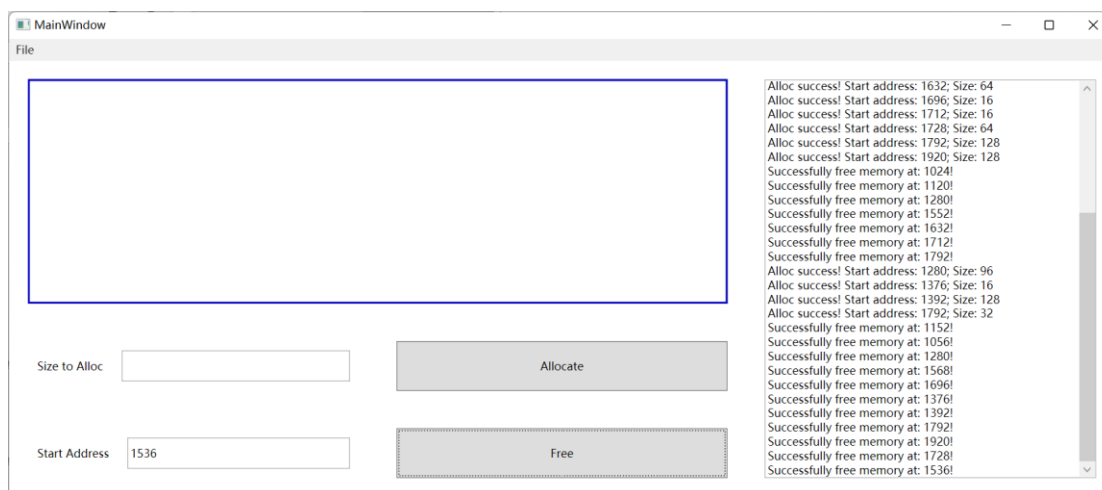 MainWindow
File
Alloc success! Start address: 1632; Size: 64
Alloc success! Start address: 1696; Size: 16
Alloc success! Start address: 1712; Size: 16
Alloc success! Start address: 1728; Size: 64
Alloc success! Start address: 1792; Size: 128
Alloc success! Start address: 1920; Size: 128
Successfully free memory at: 1024!
Successfully free memory at: 1120!
Successfully free memory at: 1280!
Successfully free memory at: 1552!
Successfully free memory at: 1632!
Successfully free memory at: 1712!
Successfully free memory at: 1792!
Alloc success! Start address: 1280; Size: 96
Alloc success! Start address: 1376; Size: 16
Alloc success! Start address: 1392; Size: 128
Alloc success! Start address: 1792; Size: 32
Successfully free memory at: 1152!
Successfully free memory at: 1056!
Successfully free memory at: 1280!
Successfully free memory at: 1568!
Successfully free memory at: 1696!
Successfully free memory at: 1376!
Successfully free memory at: 1392!
Successfully free memory at: 1792!
Successfully free memory at: 1920!
Successfully free memory at: 1728!
Successfully free memory at: 1536!
Size to Alloc
Allocate
Start Address 1536
Free